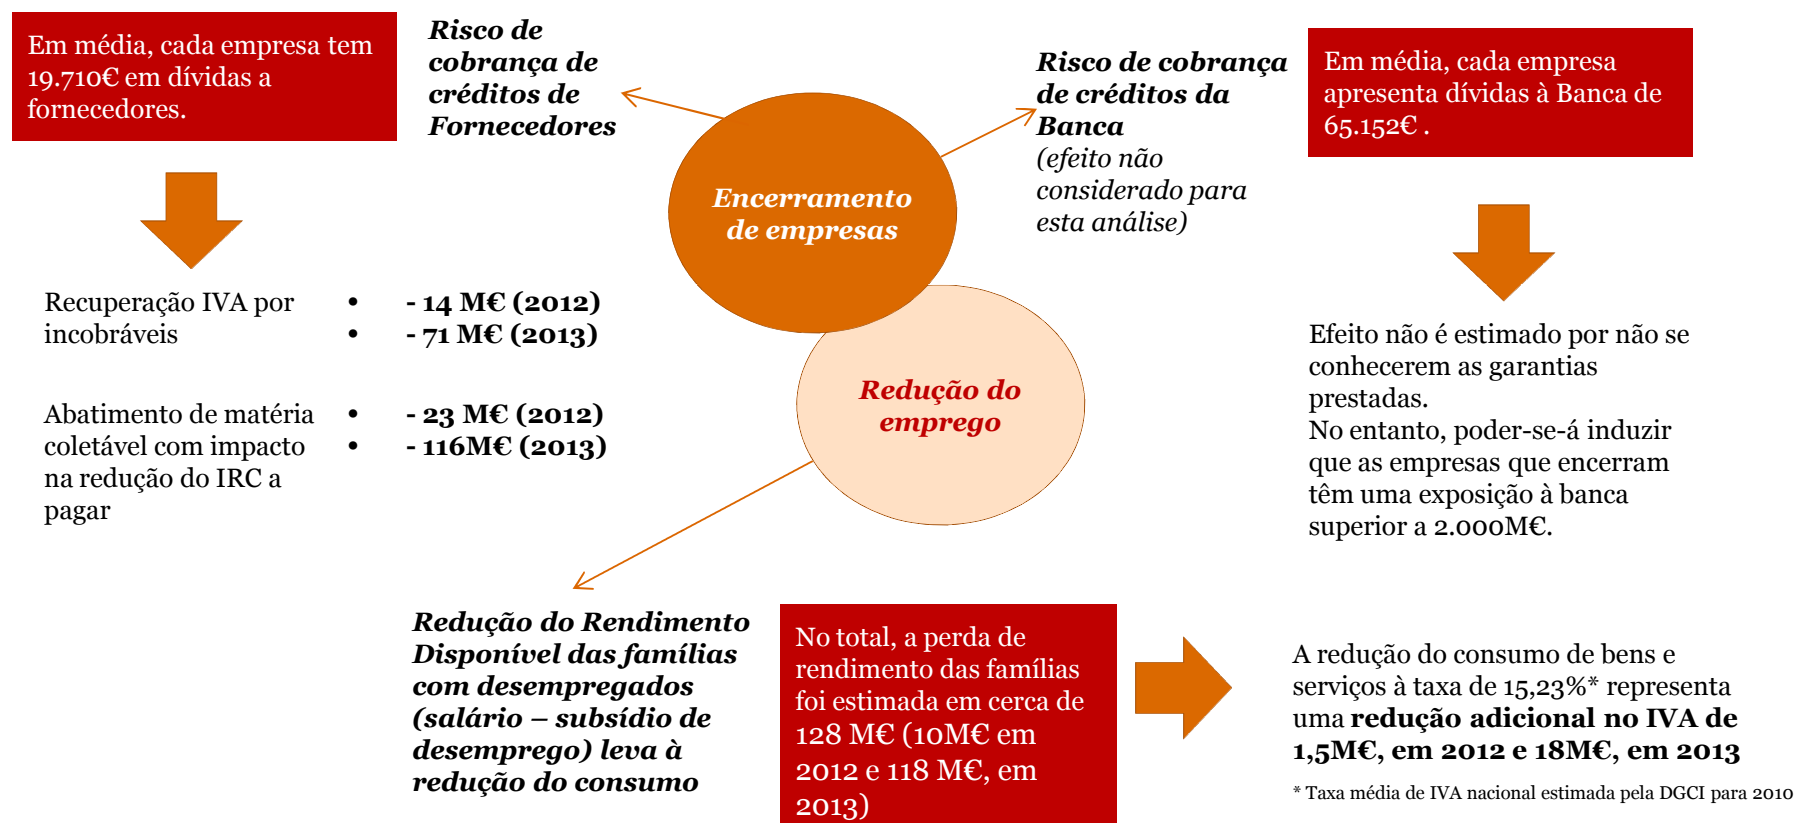 Em média, cada empresa tem
19.710€ em dívidas a
fornecedores.
Risco de
cobrança de
créditos de
Fornecedores
Risco de cobrança
de créditos da
Banca
(efeito não
considerado para
esta análise)
Em média, cada empresa
apresenta dívidas à Banca de
65.152€ .
Encerramento
de empresas
Redução do
emprego
Recuperação IVA por
incobráveis
• - 14 M€ (2012)
• - 71 M€ (2013)
Abatimento de matéria
coletável com impacto
na redução do IRC a
pagar
• - 23 M€ (2012)
• - 116M€ (2013)
Efeito não é estimado por não se
conhecerem as garantias
prestadas.
No entanto, poder-se-á induzir
que as empresas que encerram
têm uma exposição à banca
superior a 2.000M€.
Redução do Rendimento
Disponível das famílias
com desempregados
(salário – subsídio de
desemprego) leva à
redução do consumo
No total, a perda de
rendimento das famílias
foi estimada em cerca de
128 M€ (10M€ em
2012 e 118 M€, em
2013)
A redução do consumo de bens e
serviços à taxa de 15,23%* representa
uma redução adicional no IVA de
1,5M€, em 2012 e 18M€, em 2013
* Taxa média de IVA nacional estimada pela DGCI para 2010